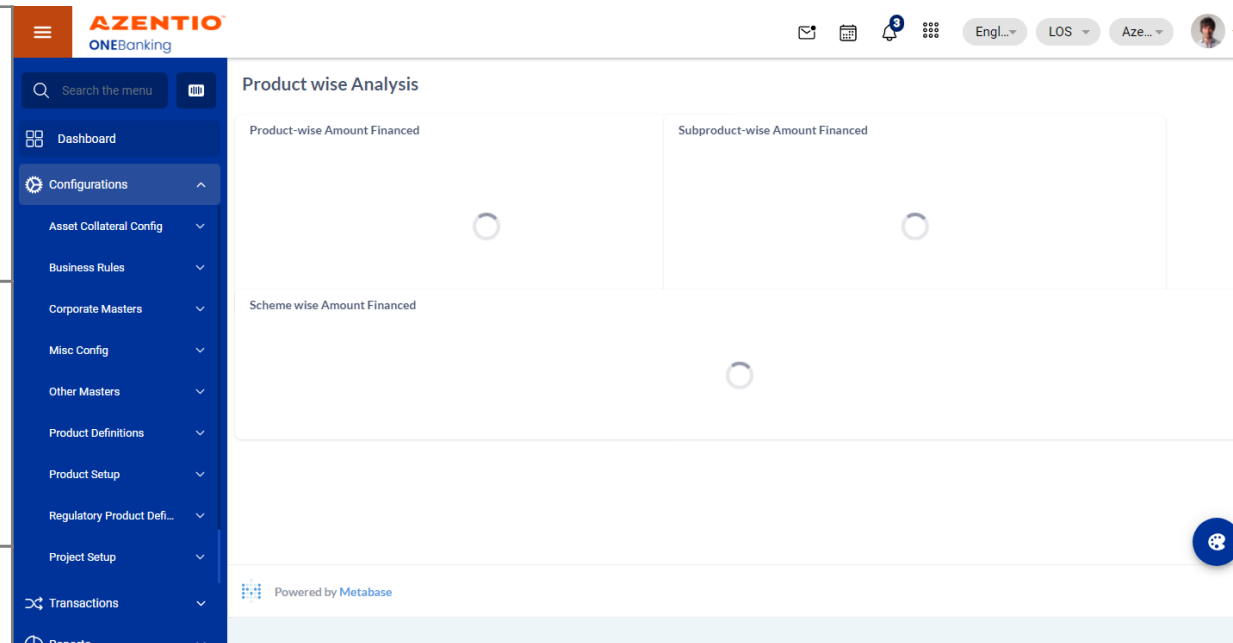 AZENTIO
ONEBanking
3
Engl...
LOS
Aze...
Search the menu
Dashboard
Configurations
Asset Collateral Config
Business Rules
Corporate Masters
Misc Config
Other Masters
Product Definitions
Product Setup
Regulatory Product Defi...
Project Setup
Transactions
Reports
Product wise Analysis
Product-wise Amount Financed
Subproduct-wise Amount Financed
Scheme wise Amount Financed
Powered by Metabase